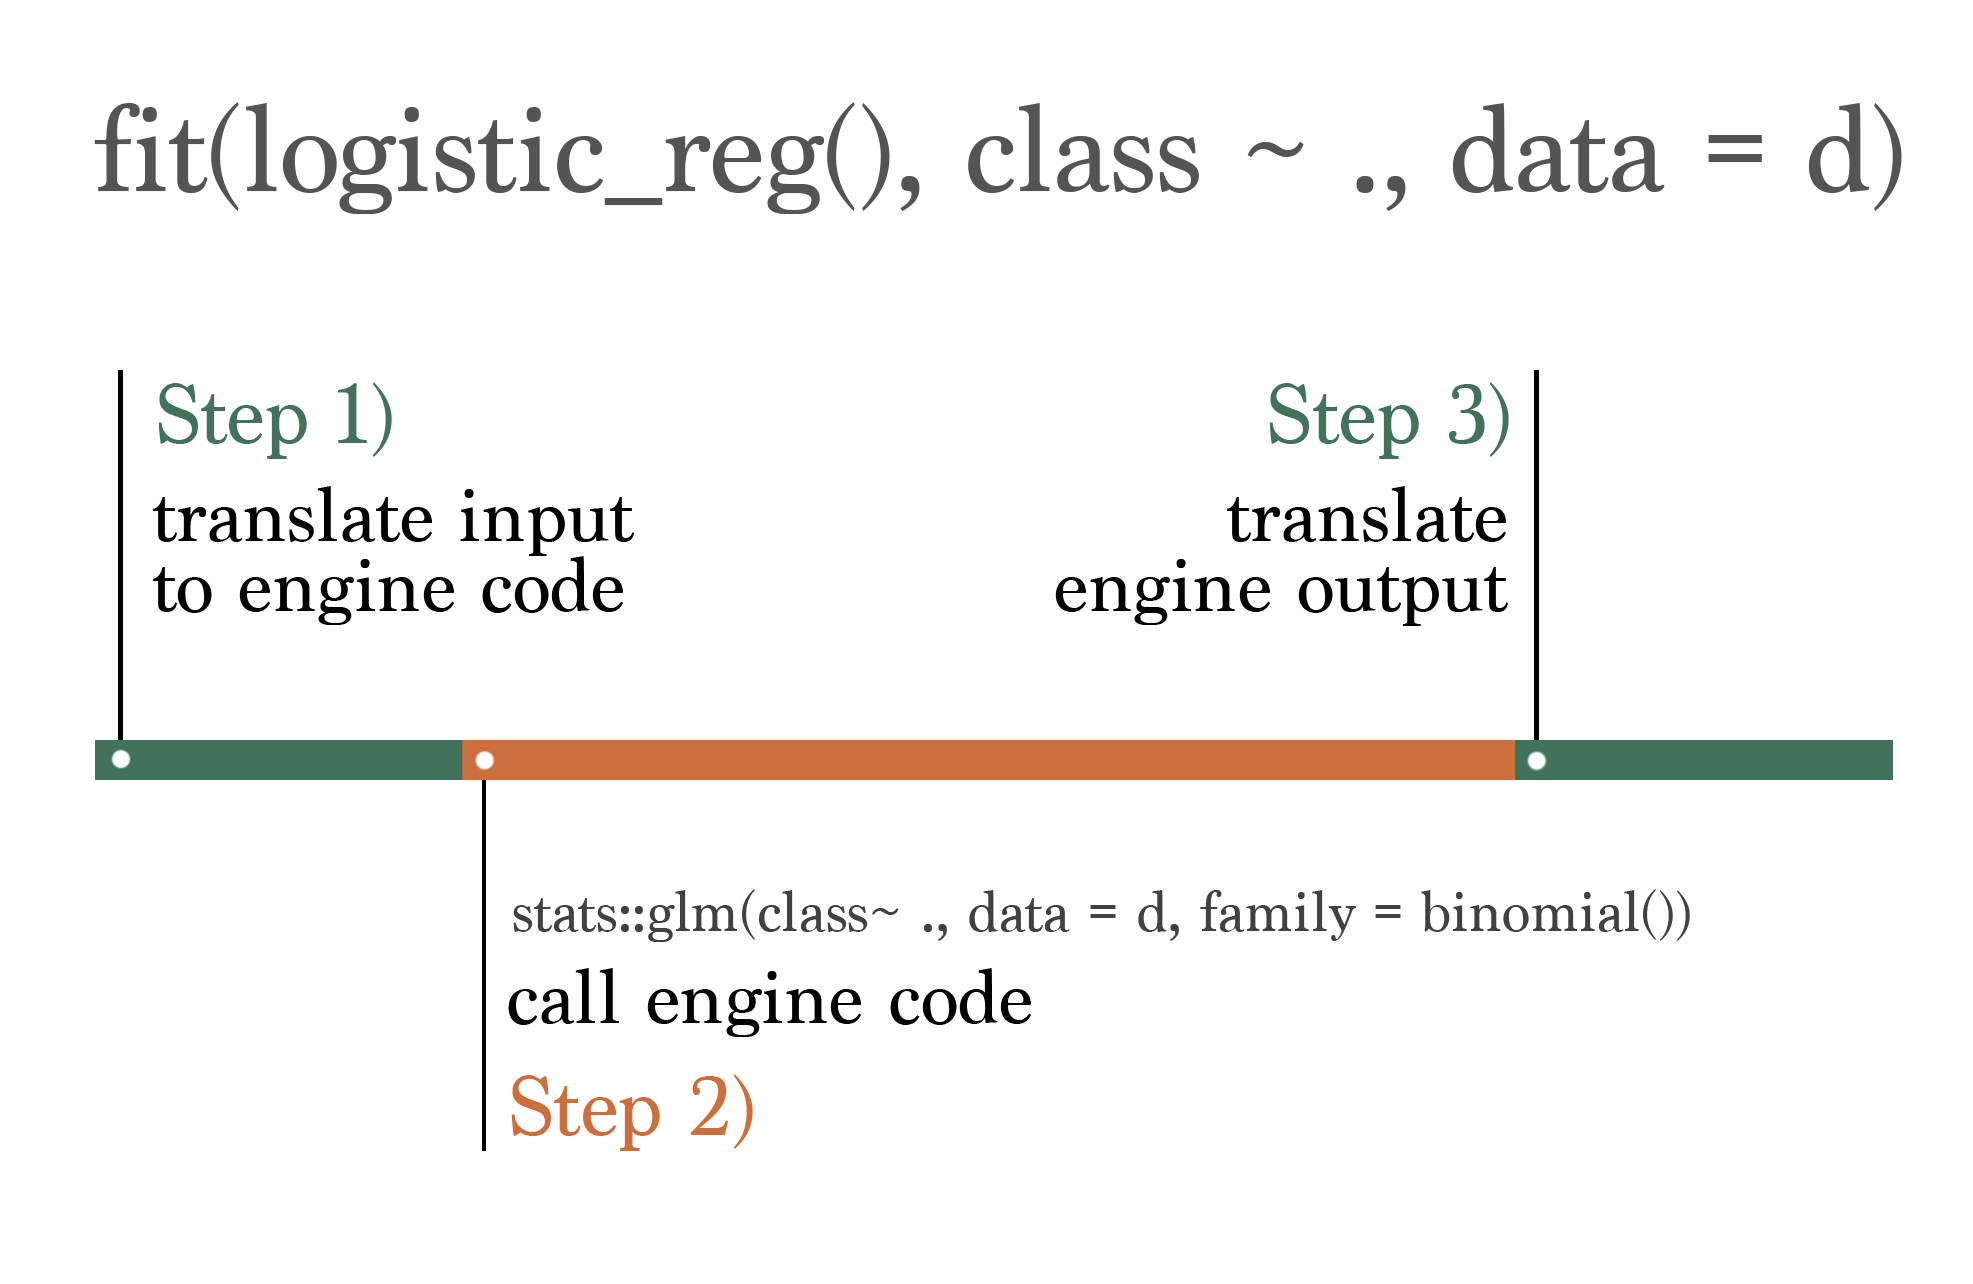 fit(logistic_reg(), class ~ ., data = d)
Step 1)
translate input
to engine code
Step 3)
translate
engine output
stats::glm(class~ ., data = d, family = binomial())
call engine code
Step 2)